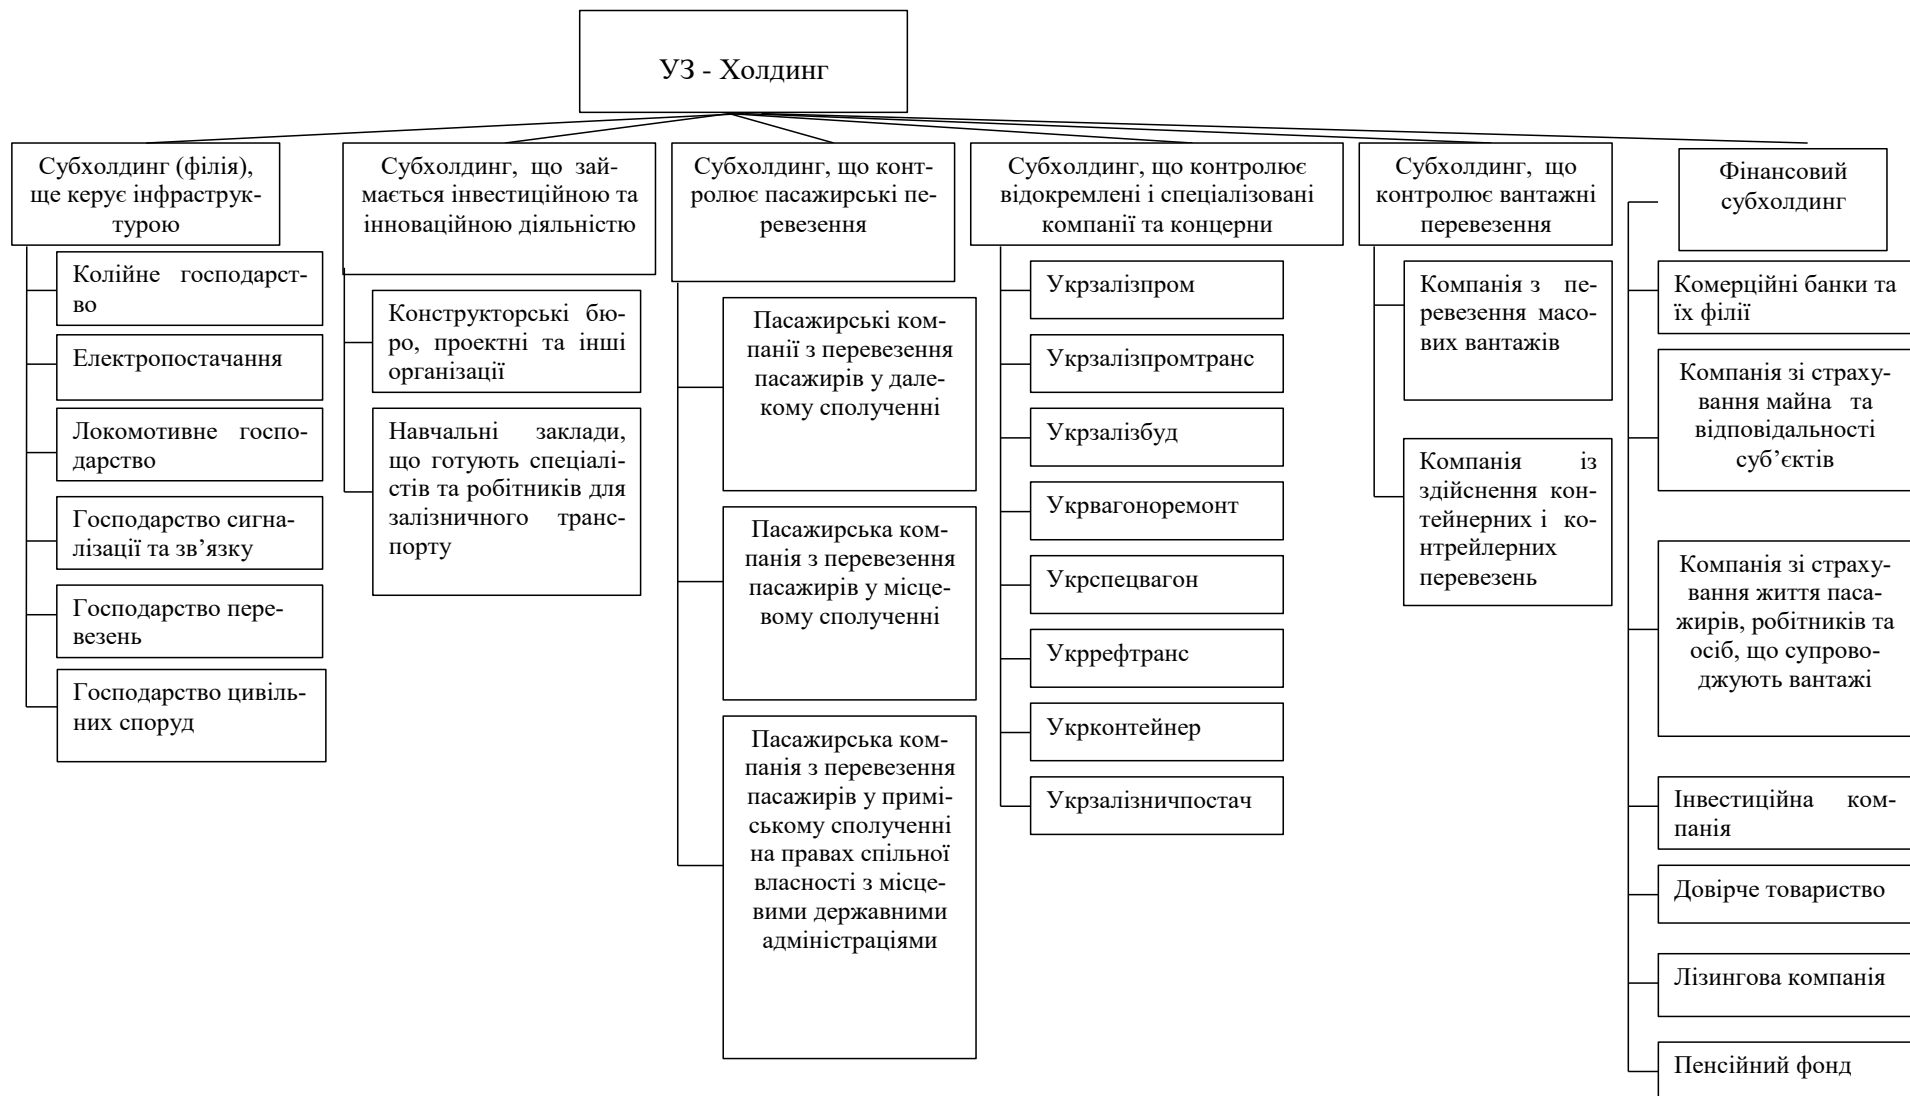 УЗ - Холдинг
Субхолдинг (філія),
ще керує інфраструк-
турою
Колійне господарст-
во
Електропостачання
Локомотивне госпо-
дарство
Господарство сигна-
лізації та зв’язку
Господарство пере-
везень
Господарство цивіль-
них споруд
Субхолдинг, що зай-
мається інвестиційною та
інноваційною діяльністю
Конструкторські бю-
ро, проектні та інші
організації
Навчальні заклади,
що готують спеціалі-
стів та робітників для
залізничного транс-
порту
Субхолдинг, що конт-
ролює пасажирські пе-
ревезення
Пасажирські ком-
панії з перевезення
пасажирів у дале-
кому сполученні
Пасажирська ком-
панія з перевезення
пасажирів у місце-
вому сполученні
Пасажирська ком-
панія з перевезення
пасажирів у примі-
ському сполученні
на правах спільної
власності з місце-
вими державними
адміністраціями
Субхолдинг, що контролює
відокремлені і спеціалізовані
компанії та концерни
Укрзалізпром
Укрзалізпромтранс
Укрзалізбуд
Укрвагоноремонт
Укрспецвагон
Укррефтранс
Укрконтейнер
Укрзалізничпостач
Субхолдинг, що
контролює вантажні
перевезення
Компанія з пе-
ревезення масо-
вих вантажів
Компанія із
здійснення кон-
тейнерних і ко-
нтрейлерних
перевезень
Фінансовий
субхолдинг
Комерційні банки та
їх філії
Компанія зі страху-
вання майна та
відповідальності
суб’єктів
Компанія зі страху-
вання життя паса-
жирів, робітників та
осіб, що супрово-
джують вантажі
Інвестиційна ком-
панія
Довірче товариство
Лізингова компанія
Пенсійний фонд